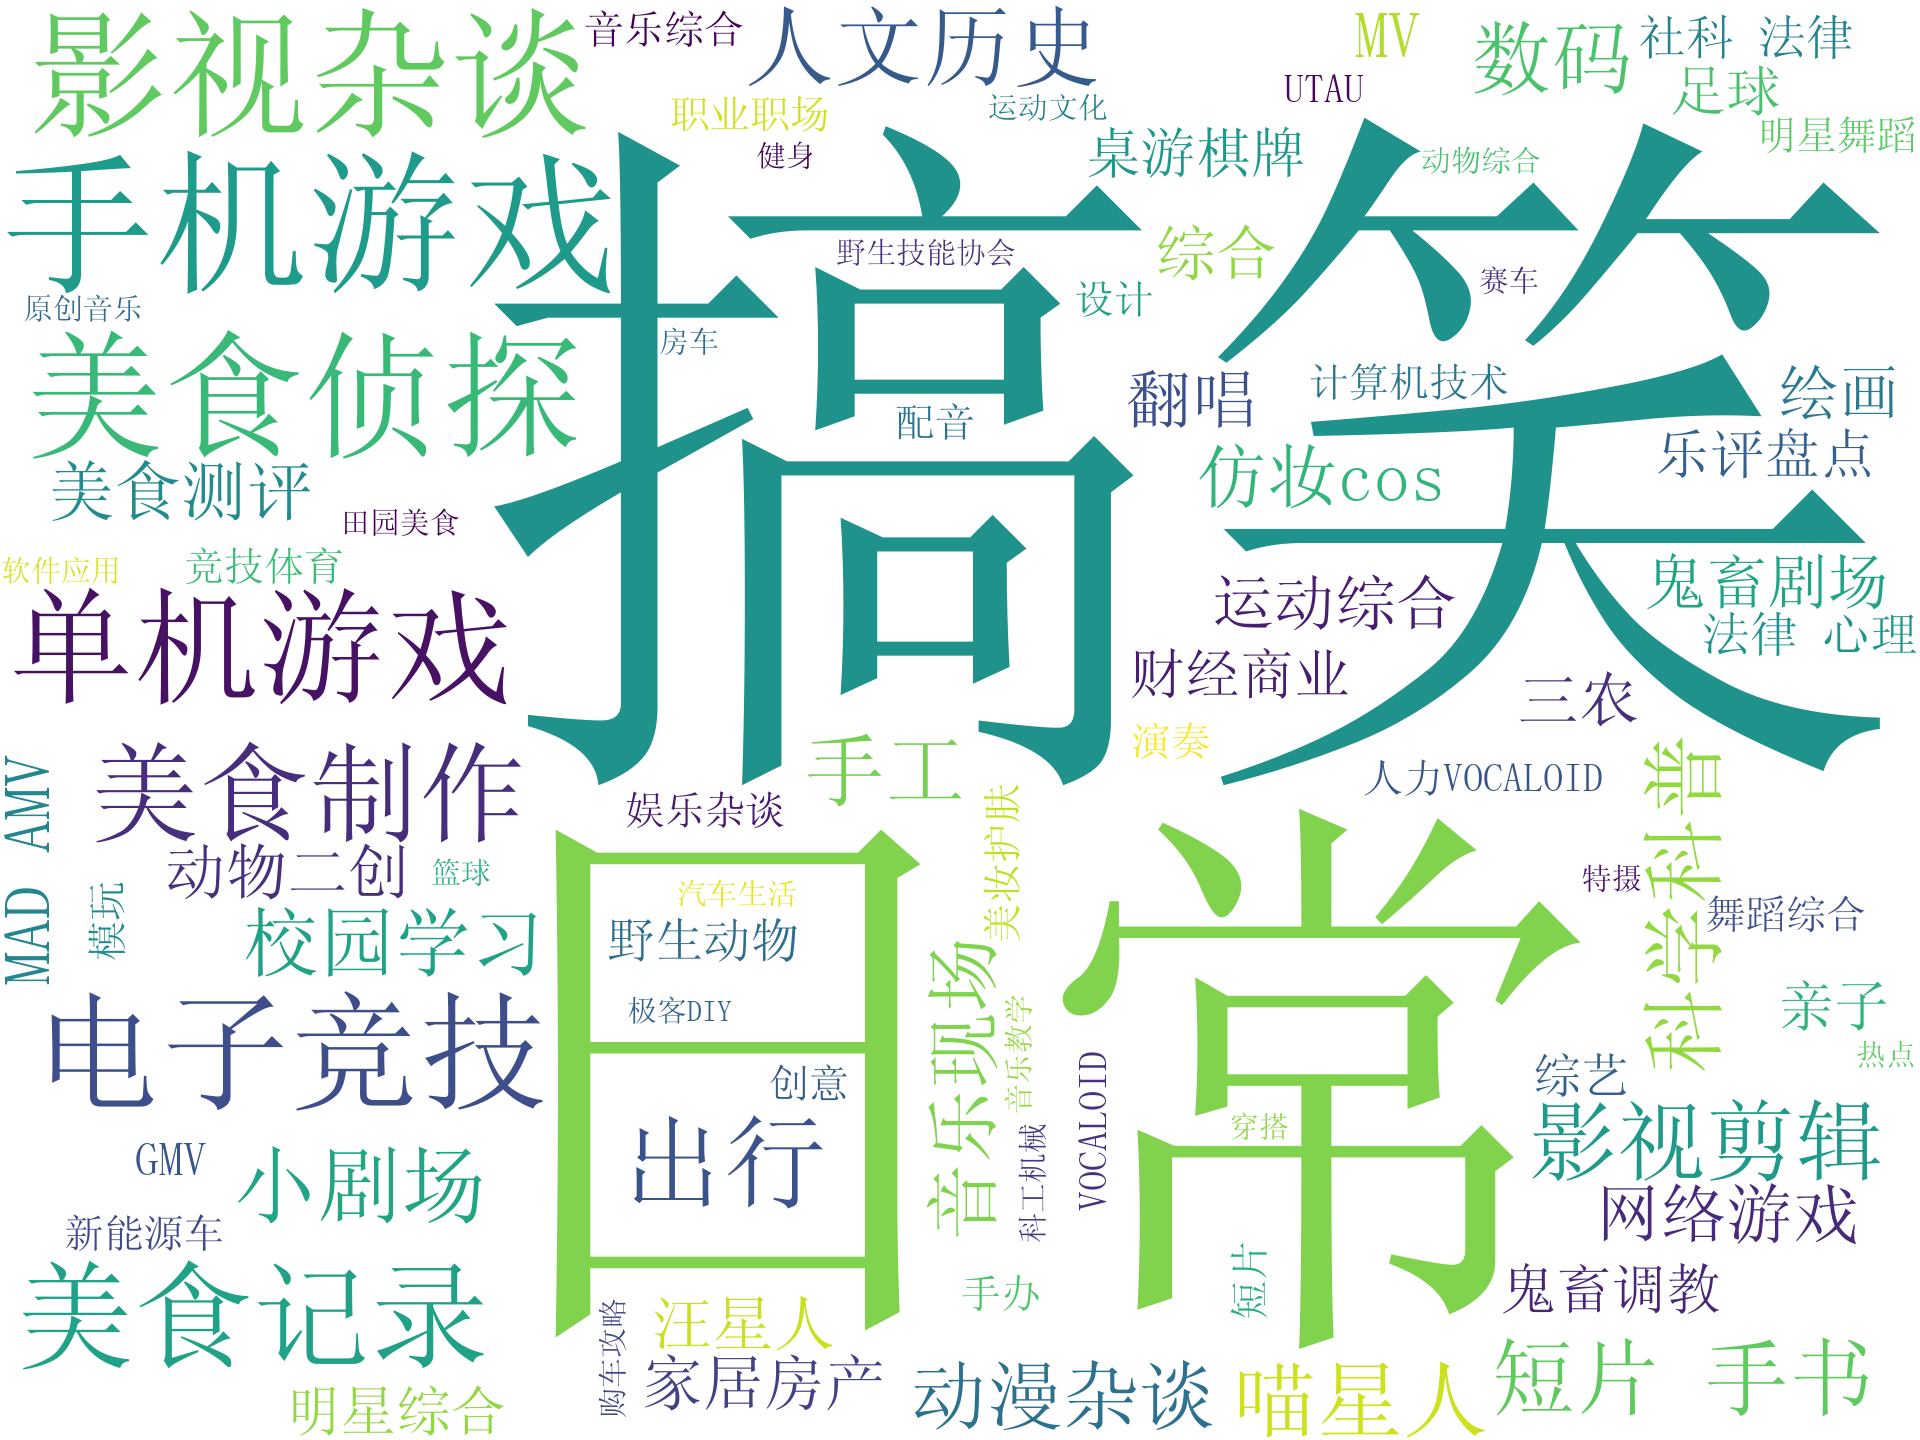 影视杂谈
音乐综合
人文历史
MV
数码
社科 法律
UTAU
足球
职业职场
运动文化
明星舞蹈
健身
桌游棋牌
动物综合
手机游戏
搞笑
野生技能协会
综合
赛车
设计
原创音乐
房车
美食侦探
翻唱
计算机技术
绘画
配音
乐评盘点
美食测评
仿妆cos
田园美食
软件应用
竞技体育
运动综合
鬼畜剧场
单机游戏
法律 心理
财经商业
三农
美食制作
手工
演奏
人力VOCALOID
科学科普
MAD AMV
娱乐杂谈
美妆护肤
动物二创
篮球
日常
汽车生活
特摄
模玩
校园学习
野生动物
音乐现场
舞蹈综合
极客DIY
音乐教学
亲子
电子竞技
热点
创意
VOCALOID
综艺
出行
科工机械
穿搭
影视剪辑
GMV
小剧场
网络游戏
新能源车
短片
手办
鬼畜调教
美食记录
购车攻略
汪星人
家居房产
动漫杂谈
喵星人
短片 手书
明星综合